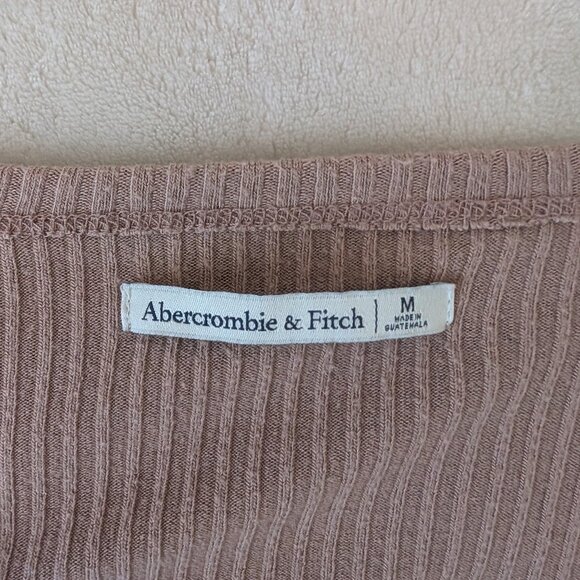 Abercrombie & Fitch | M
MADE IN
GUATEMALA